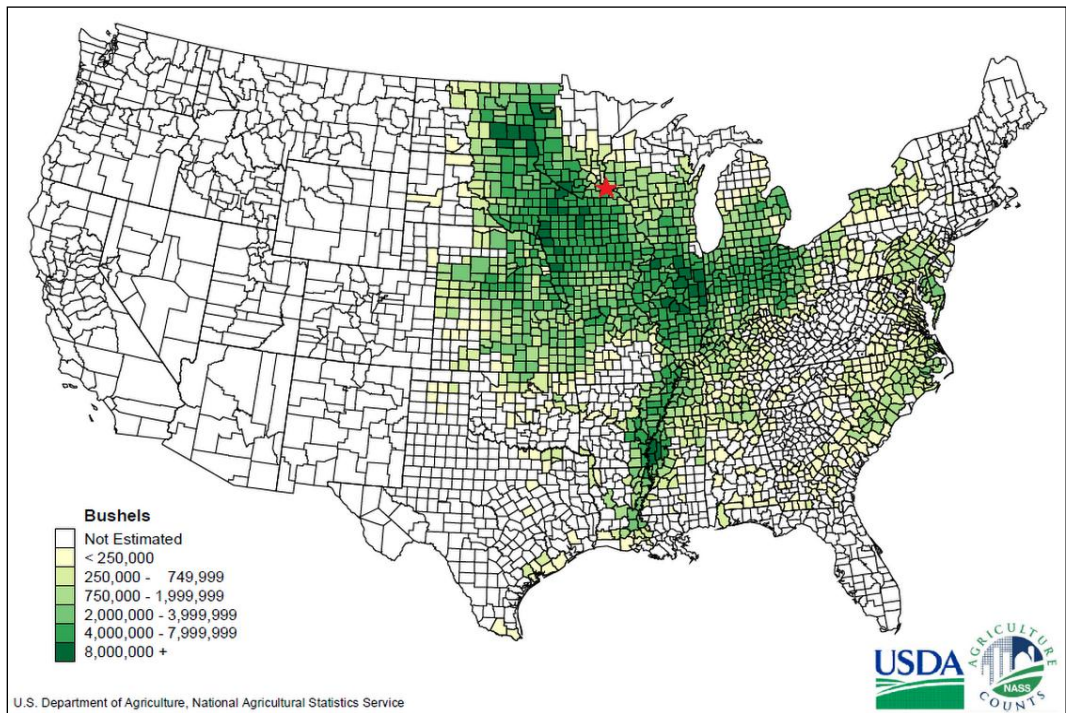 Bushels
Not Estimated
< 250,000
250,000 - 749,999
750,000 - 1,999,999
2,000,000 - 3,999,999
4,000,000 - 7,999,999
8,000,000 +
USDA
AGRICULTURE
NASS
COUNTS
U.S. Department of Agriculture, National Agricultural Statistics Service